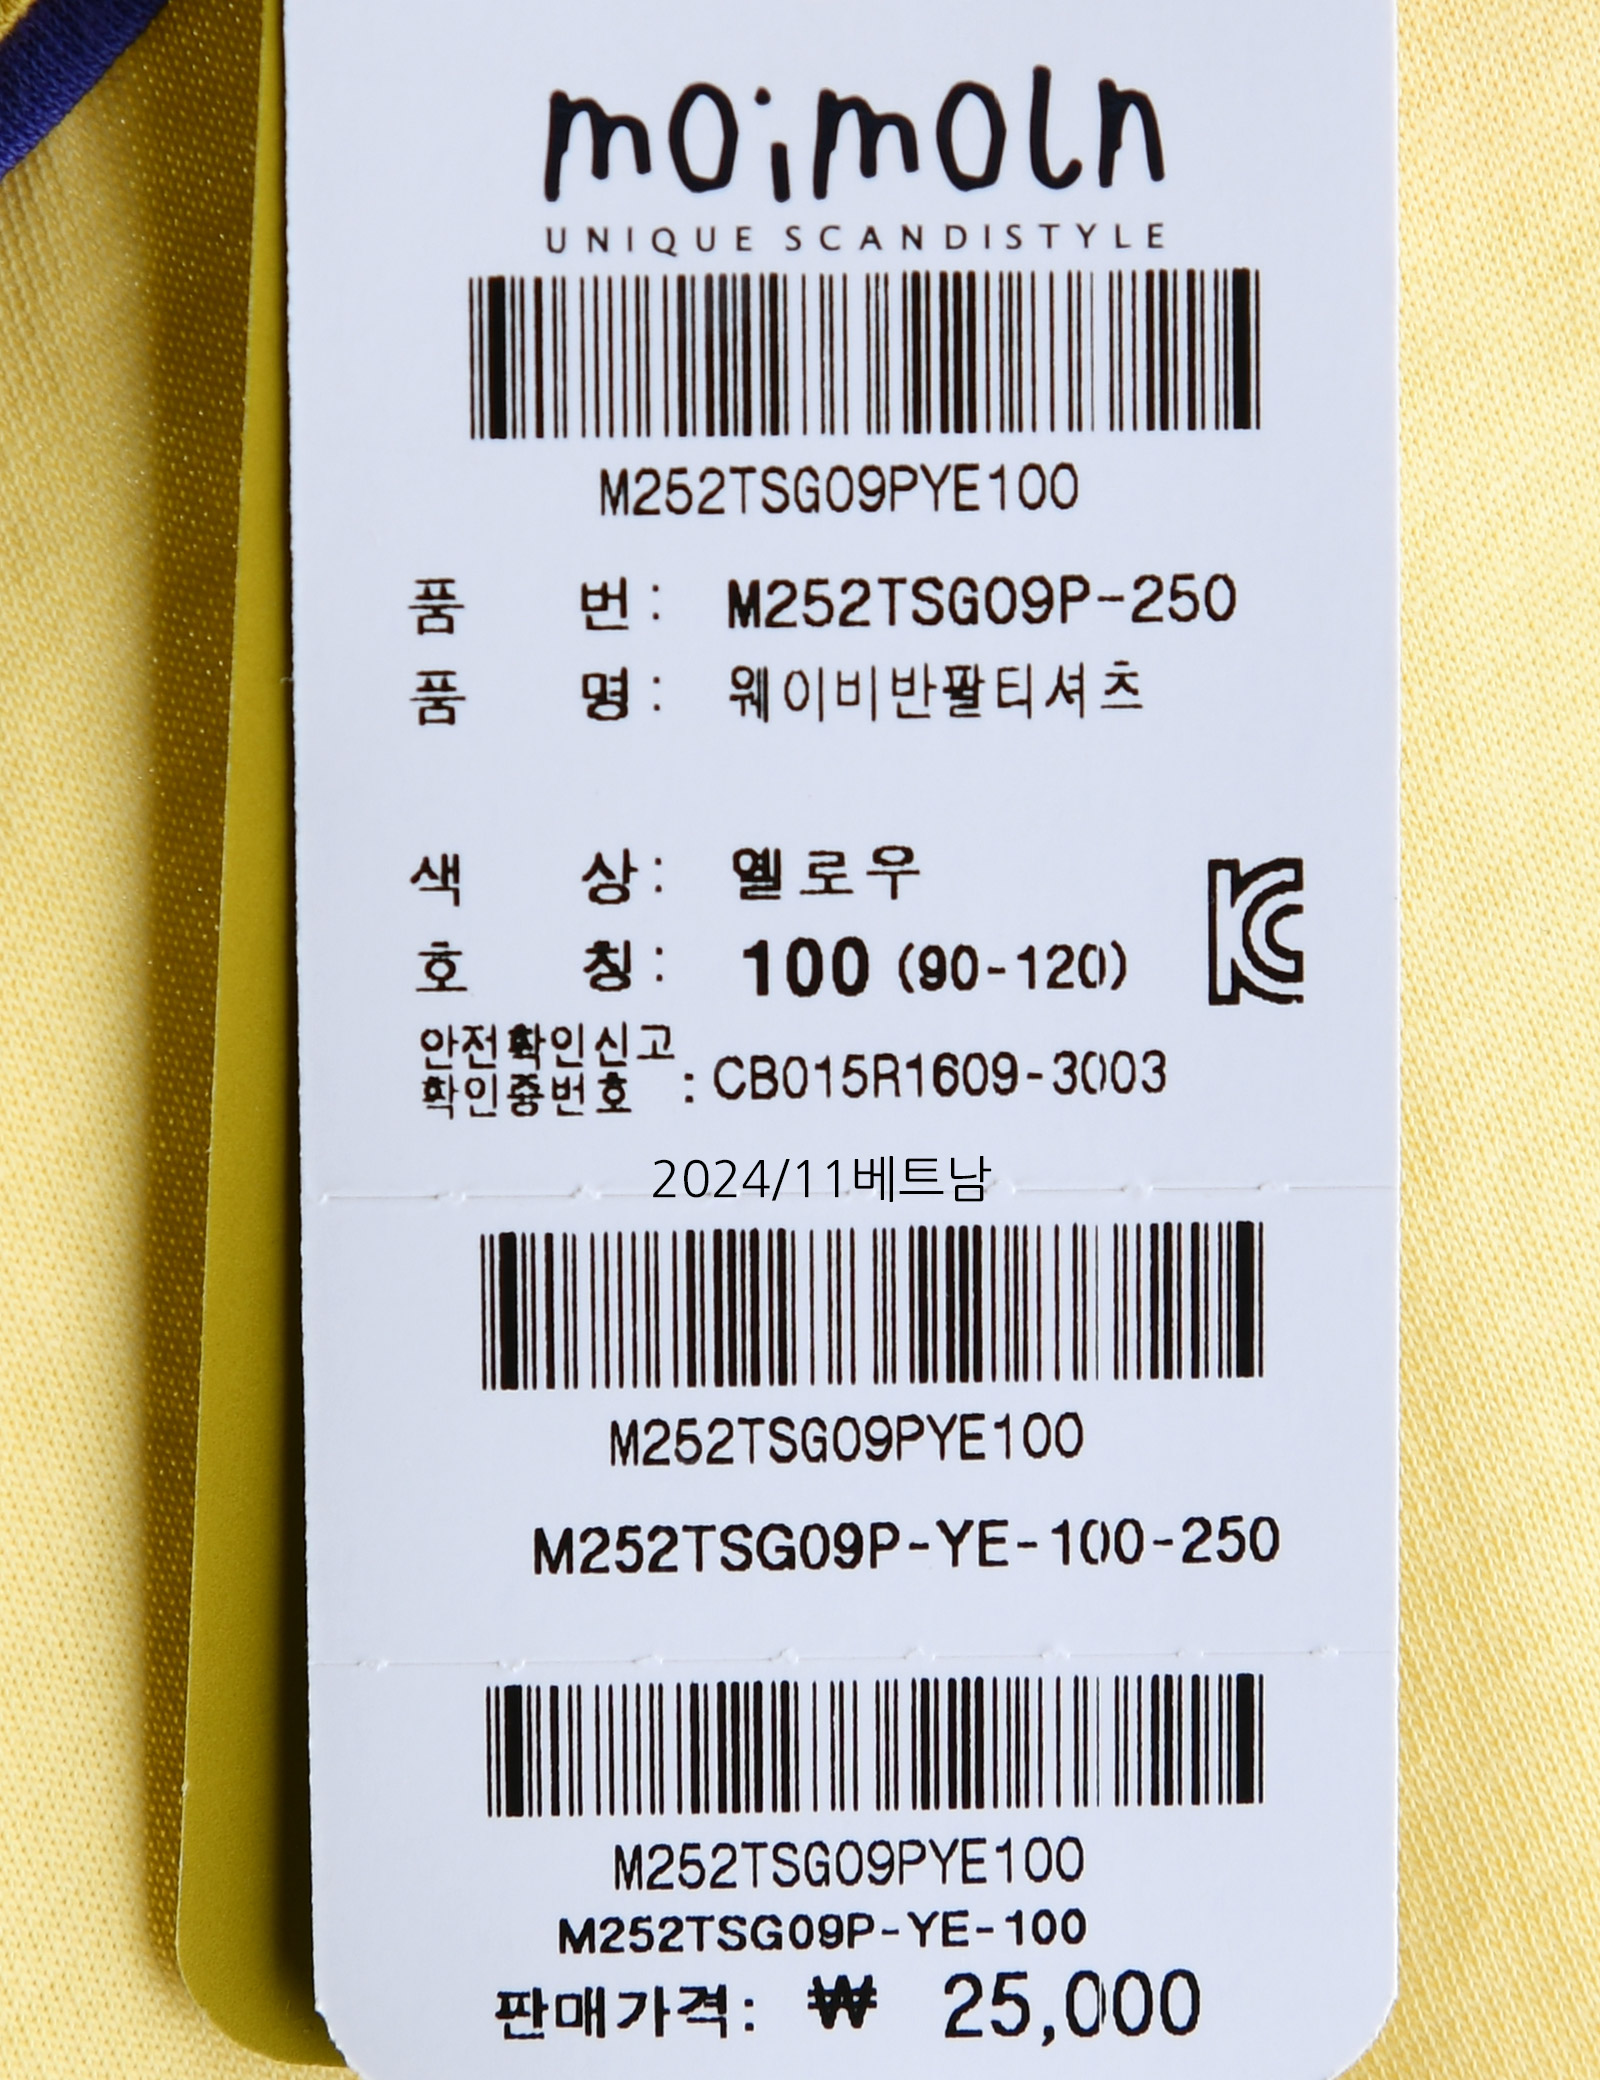 moimoln
UNIQUE SCANDISTYLE
M252TSG09PYE100
품 번: M252TSG09P-250
품 명: 웨이비반팔티셔츠
색 상: 옐로우
호 칭: 100 (90-120)
안전확인신고
확인증번호 : CB015R1609-3003
2024/11베트남
M252TSG09PYE100
M252TSG09P-YE-100-250
M252TSG09PYE100
M252TSG09P-YE-100
판매가격: ₩ 25,000